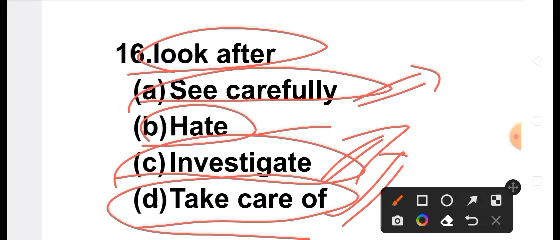 16.look after
(a)See carefully
(b)Hate
(c)Investigate
(d)Take care of